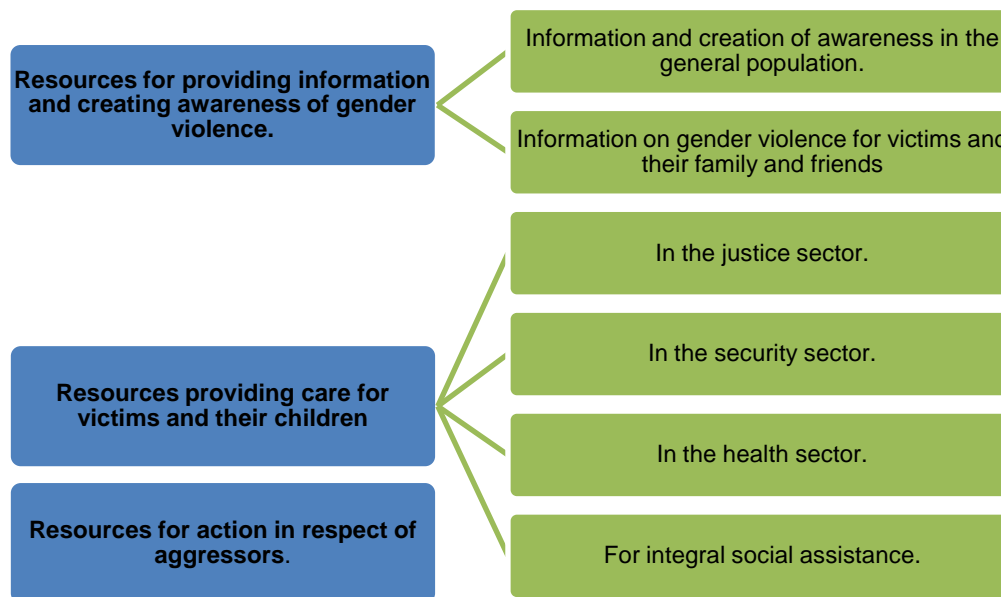 Resources for providing information
and creating awareness of gender
violence.
Information and creation of awareness in the
general population.
Information on gender violence for victims and
their family and friends
Resources providing care for
victims and their children
In the justice sector.
In the security sector.
In the health sector.
For integral social assistance.
Resources for action in respect of
aggressors.